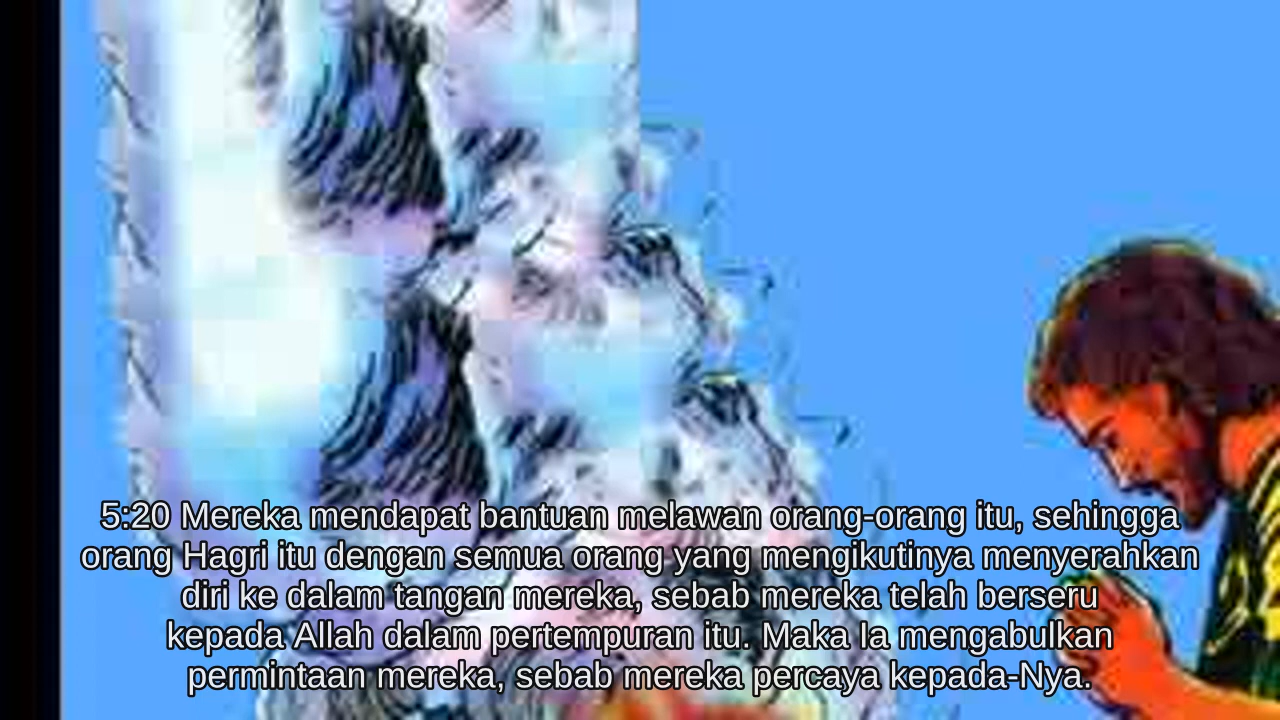 5:20 Mereka mendapat bantuan melawan orang-orang itu, sehingga
orang Hagri itu dengan semua orang yang mengikutinya menyerahkan
diri ke dalam tangan mereka, sebab mereka telah berseru
kepada Allah dalam pertempuran itu. Maka Ia mengabulkan
permintaan mereka, sebab mereka percaya kepada-Nya.